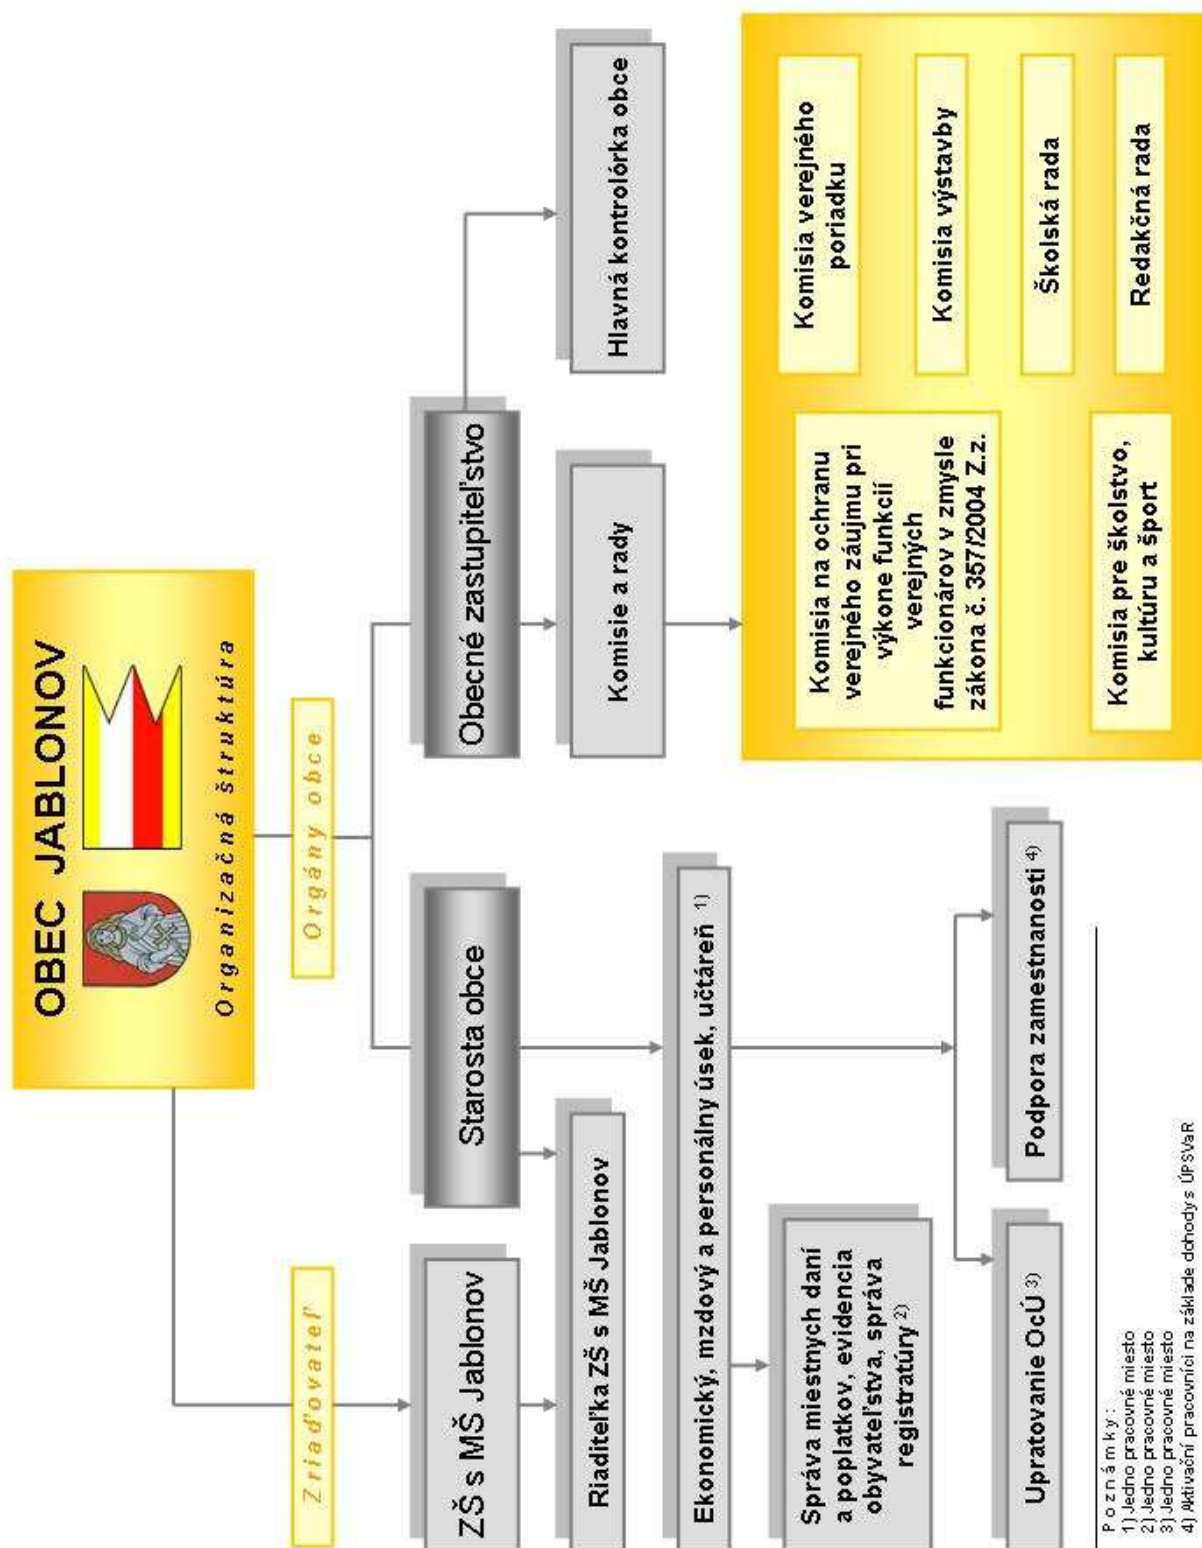 OBEC JABLONOV
Organizačná štruktúra
Zriaďovateľ
Orgány obce
ZŠ s MŠ Jablonov
Starosta obce
Obecné zastupiteľstvo
Riaditeľka ZŠ s MŠ Jablonov
Komisie a rady
Hlavná kontrolórka obce
Ekonomický, mzdový a personálny úsek, učtáreň 1)
Správa miestnych daní
a poplatkov, evidencia
obyvateľstva, správa
registratúry 2)
Upratovanie OcÚ 3)
Podpora zamestnanosti 4)
Komisia na ochranu
verejného záujmu pri
výkone funkcií
verejných
funkcionárov v zmysle
zákona č. 357/2004 Z.z.
Komisia pre školstvo,
kultúru a šport
Komisia verejného
poriadku
Komisia výstavby
Školská rada
Redakčná rada
Poznámky:
1) Jedno pracovné miesto
2) Jedno pracovné miesto
3) Jedno pracovné miesto
4) Aktivační pracovníci na základe dohody s ÚPSVaR